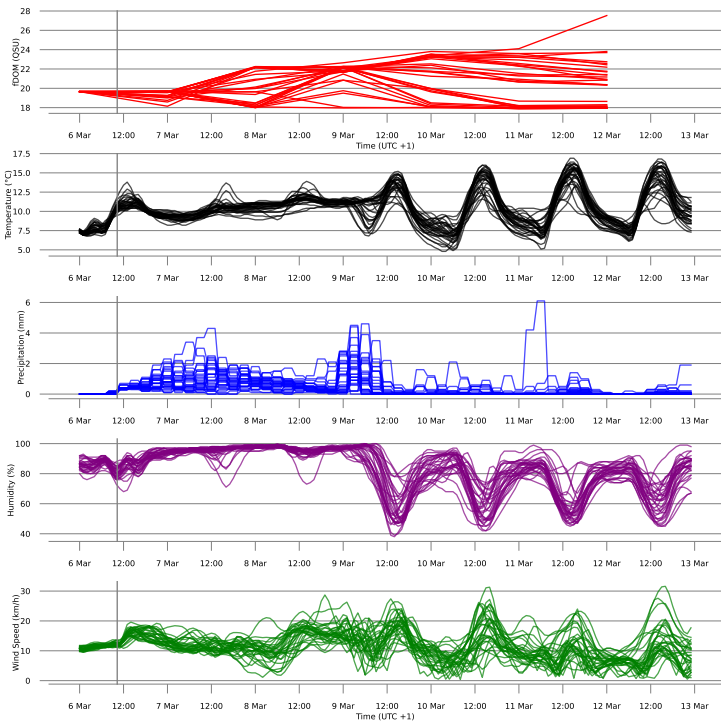 28
26
24
22
20
18
fDOM (QSU)
6 Mar 12:00 7 Mar 12:00 8 Mar 12:00 9 Mar 12:00 10 Mar 12:00 11 Mar 12:00 12 Mar 12:00 13 Mar
Time (UTC +1)
17.5
15.0
12.5
10.0
7.5
5.0
Temperature (°C)
6 Mar 12:00 7 Mar 12:00 8 Mar 12:00 9 Mar 12:00 10 Mar 12:00 11 Mar 12:00 12 Mar 12:00 13 Mar
6
4
2
0
Precipitation (mm)
6 Mar 12:00 7 Mar 12:00 8 Mar 12:00 9 Mar 12:00 10 Mar 12:00 11 Mar 12:00 12 Mar 12:00 13 Mar
100
80
60
40
Humidity (%)
6 Mar 12:00 7 Mar 12:00 8 Mar 12:00 9 Mar 12:00 10 Mar 12:00 11 Mar 12:00 12 Mar 12:00 13 Mar
30
20
10
0
Wind Speed (km/h)
6 Mar 12:00 7 Mar 12:00 8 Mar 12:00 9 Mar 12:00 10 Mar 12:00 11 Mar 12:00 12 Mar 12:00 13 Mar
Time (UTC +1)